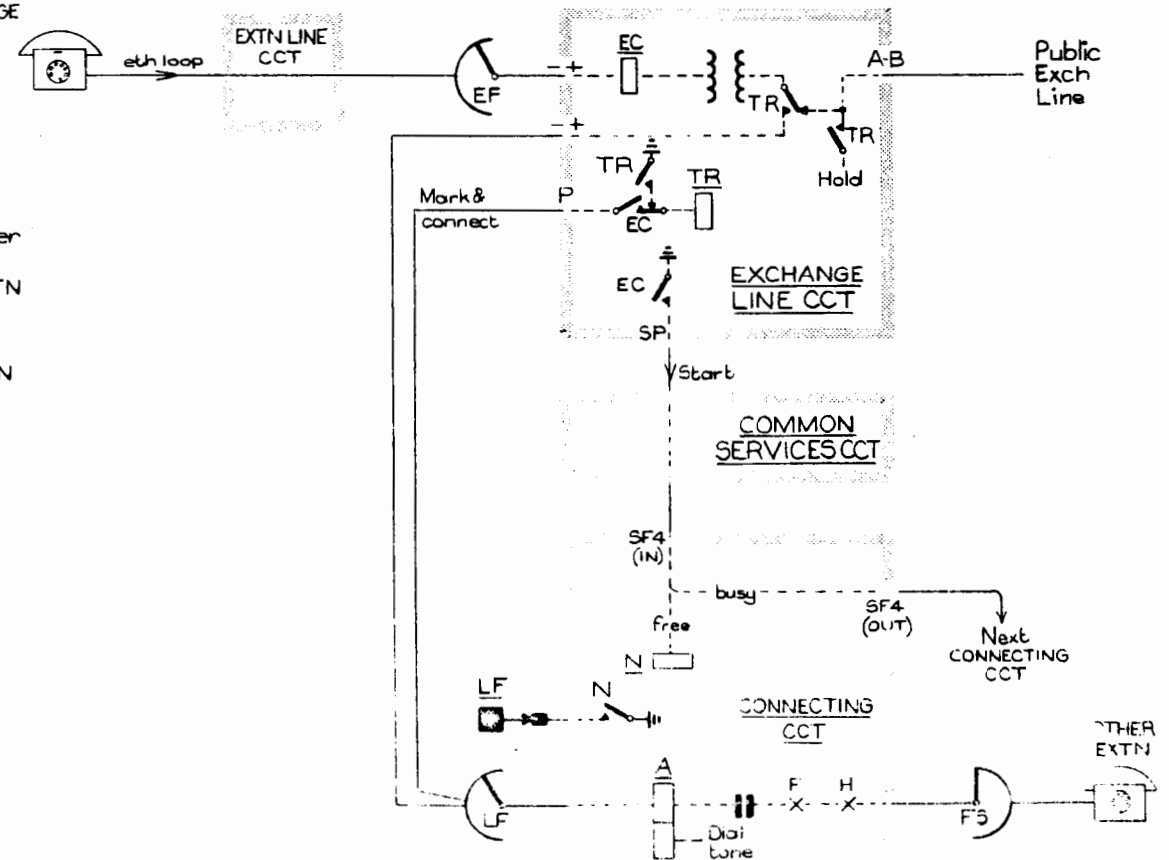 EXTN LINE
CCT
eth loop
EF
EC
- +
A-B
Public
Exch
Line
TR
TR
Hold
- +
TR
TR
Mark &
connect
P
EC
EC
EXCHANGE
LINE CCT
SP
Start
COMMON
SERVICES CCT
SF4
(IN)
busy
SF4
(OUT)
free
Next
CONNECTING
CCT
N
LF
N
CONNECTING
CCT
EXTN
A
F
H
LF
FS
Dial
tone